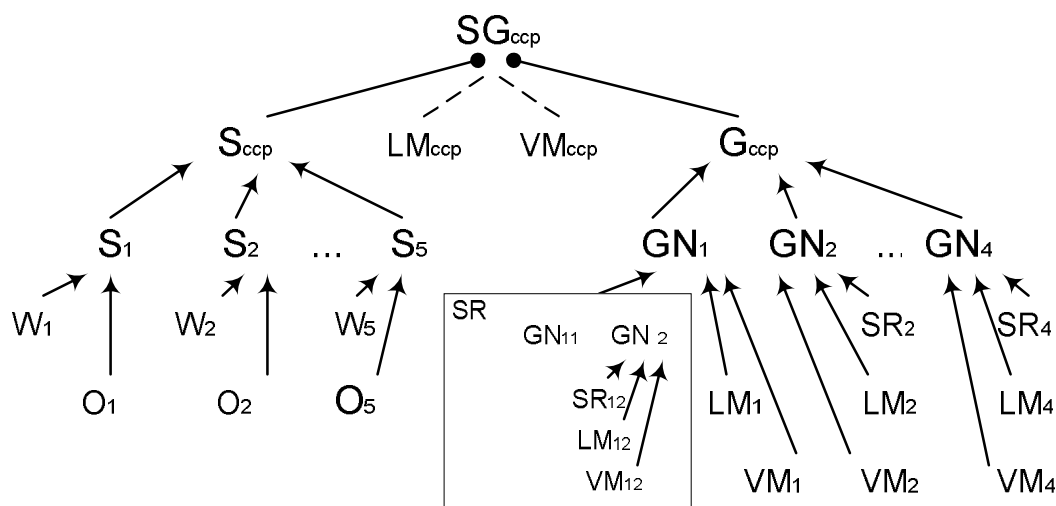 SGccp
Sccp LMccp VMccp Gccp
S1 S2 ... S5 GN1 GN2 ... GN4
SR
W1 W2 W5 GN11 GN 2 SR2 SR4
O1 O2 O5 SR12 LM1 LM2 LM4
LM12
VM12 VM1 VM2 VM4